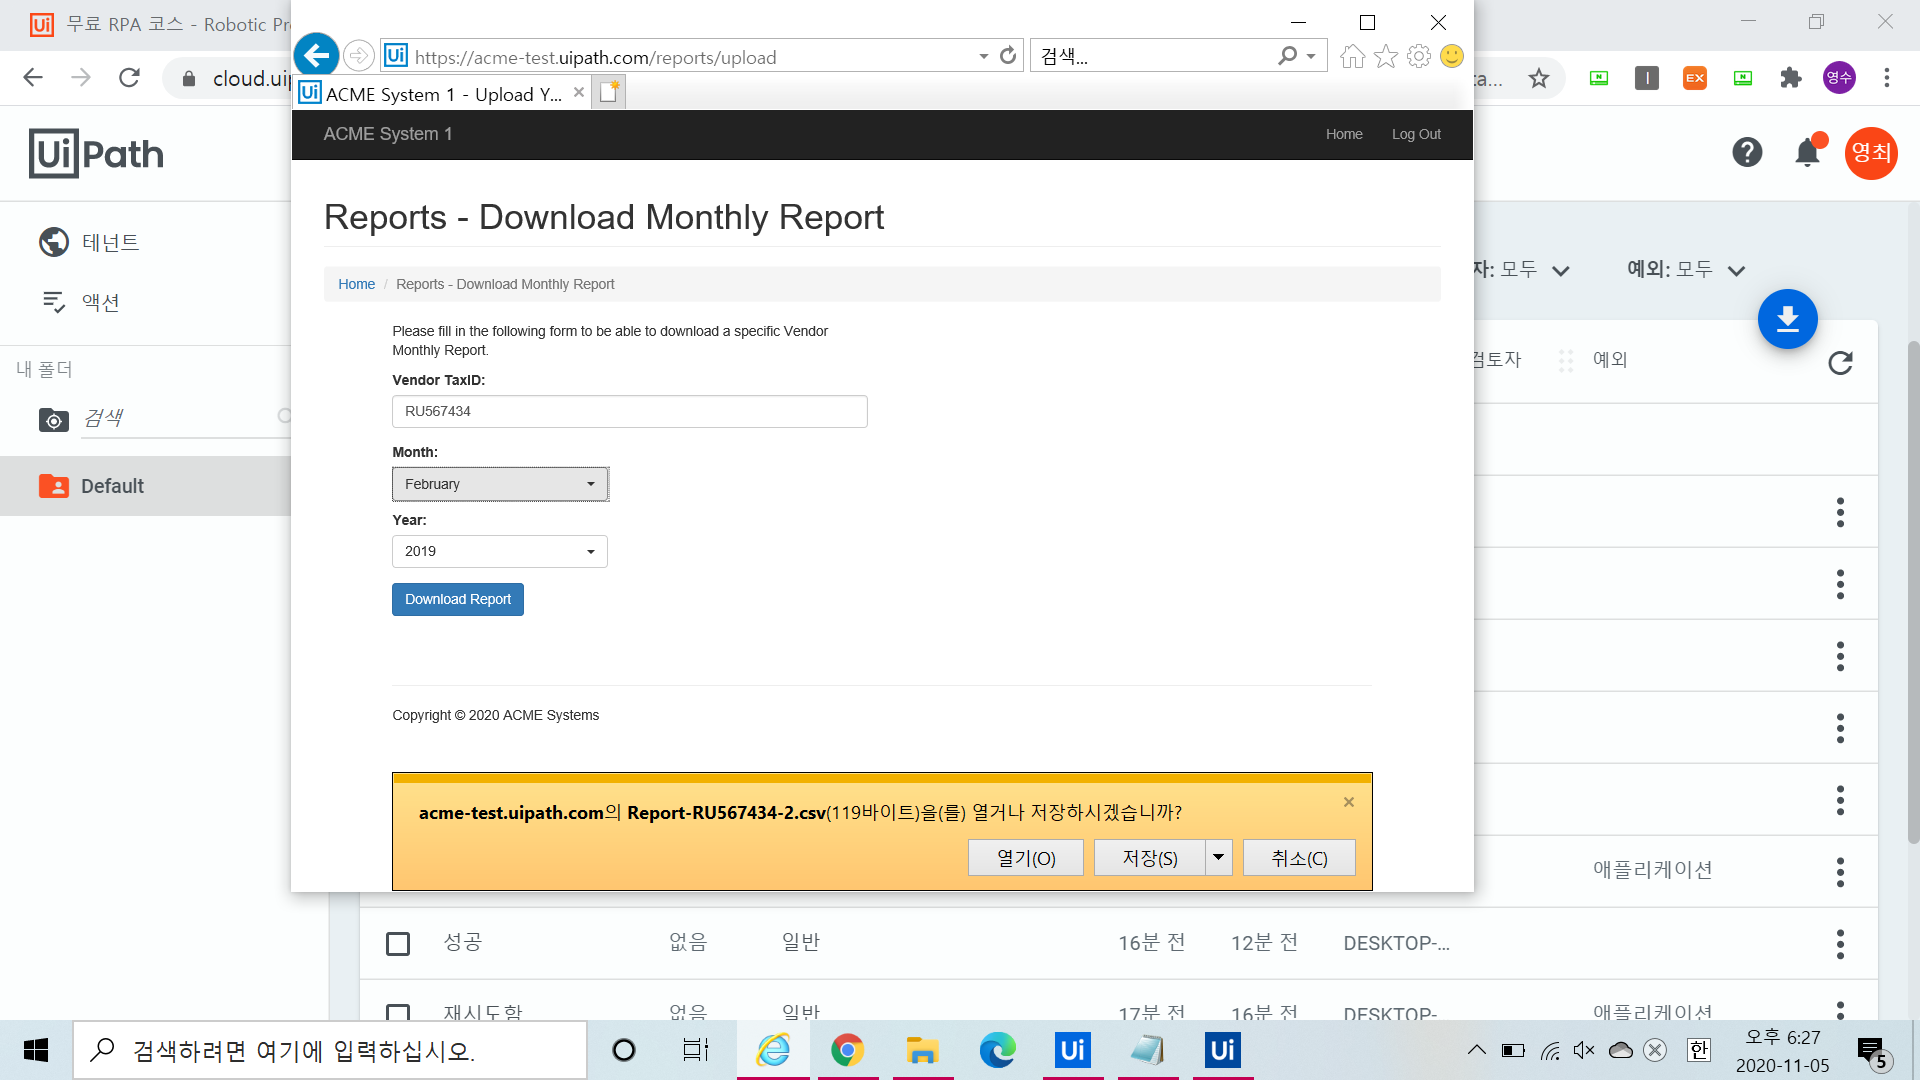 Ui 무료 RPA 코스 - Robotic Pr
cloud.uip
영수
EX
UiPath
영최
테넌트
액션
내 폴더
검색
Default
Ui https://acme-test.uipath.com/reports/upload
검색...
Ui ACME System 1 - Upload Y...
ACME System 1
Home
Log Out
Reports - Download Monthly Report
Home / Reports - Download Monthly Report
Please fill in the following form to be able to download a specific Vendor
Monthly Report.
Vendor TaxID:
RU567434
Month:
February
Year:
2019
Download Report
Copyright © 2020 ACME Systems
acme-test.uipath.com의 Report-RU567434-2.csv(119바이트)을(를) 열거나 저장하시겠습니까?
열기(O)
저장(S)
취소(C)
자: 모두
예외: 모두
검토자
예외
애플리케이션
성공 없음 일반 16분 전 12분 전 DESKTOP-...
재시도함 없음 일반 17분 전 16분 전 DESKTOP- 애플리케이션
검색하려면 여기에 입력하십시오.
Ui
Ui
한
오후 6:27
2020-11-05
5